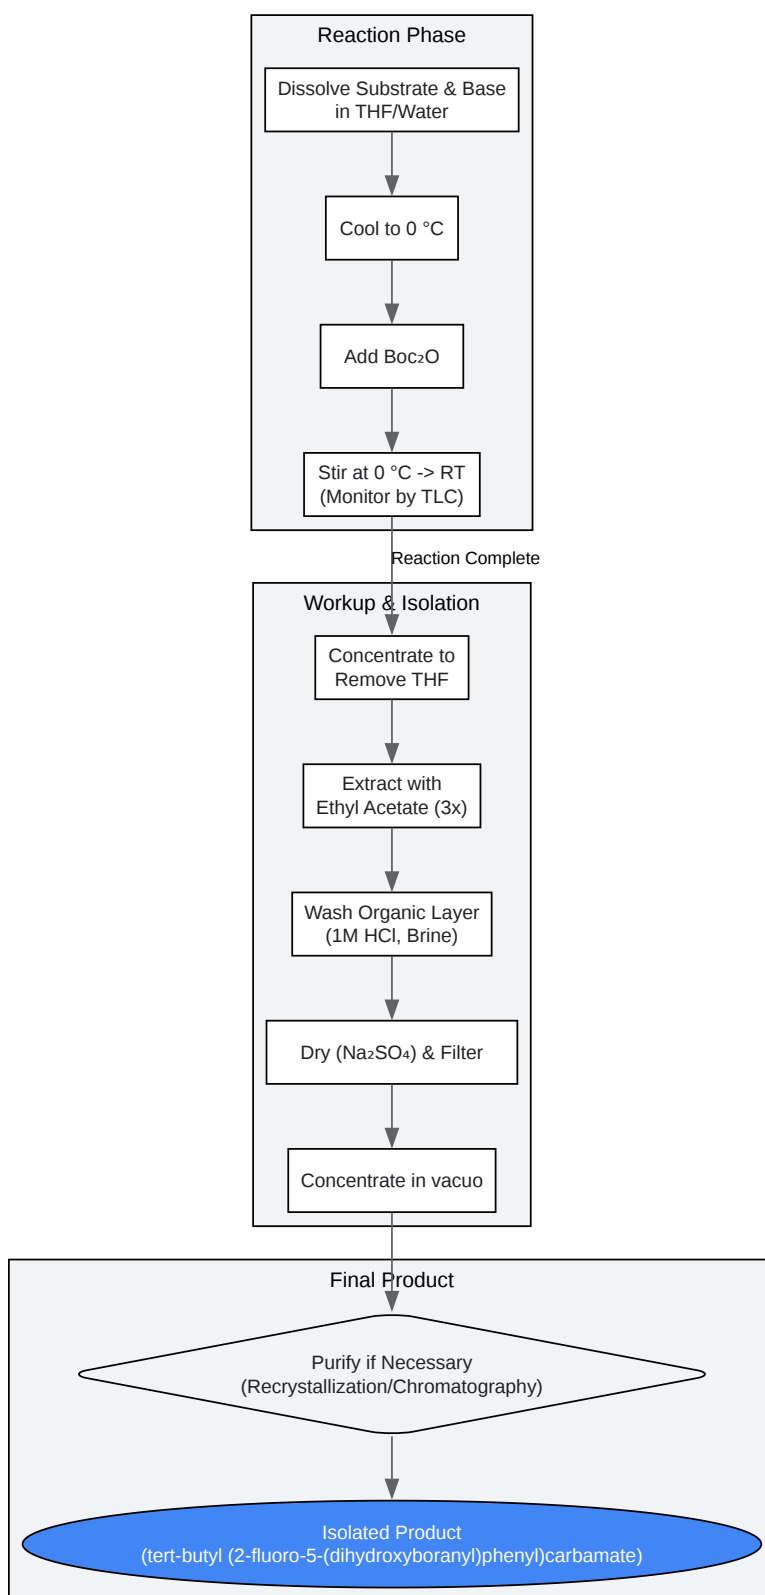 Reaction Phase
Dissolve Substrate & Base
in THF/Water
Cool to 0 °C
Add Boc₂O
Stir at 0 °C -> RT
(Monitor by TLC)
Reaction Complete
Workup & Isolation
Concentrate to
Remove THF
Extract with
Ethyl Acetate (3x)
Wash Organic Layer
(1M HCl, Brine)
Dry (Na₂SO₄) & Filter
Concentrate in vacuo
Final Product
Purify if Necessary
(Recrystallization/Chromatography)
Isolated Product
(tert-butyl (2-fluoro-5-(dihydroxyboranyl)phenyl)carbamate)